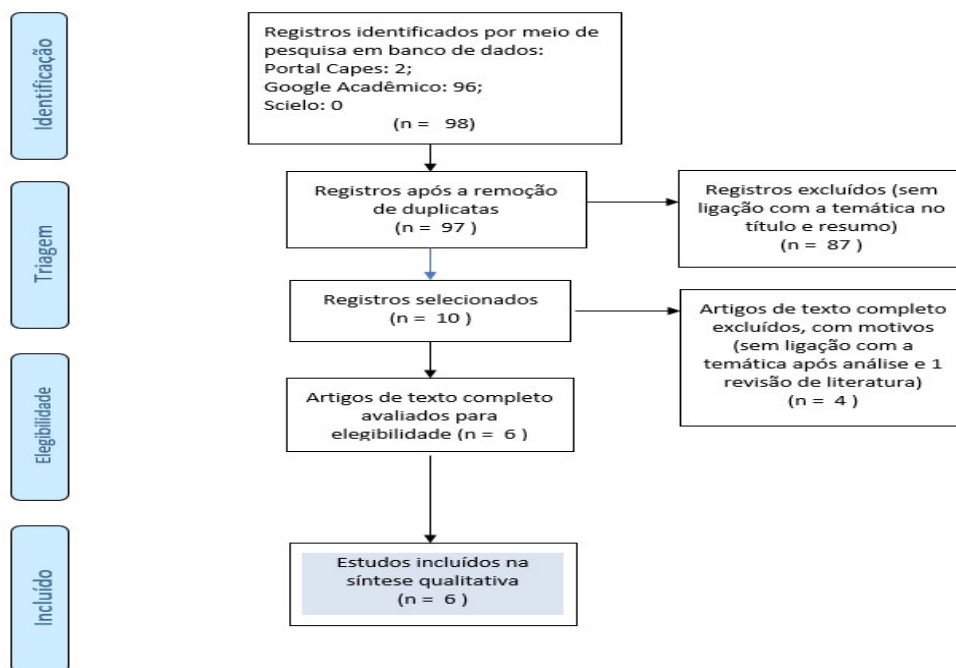 Identificação
Registros identificados por meio de
pesquisa em banco de dados:
Portal Capes: 2;
Google Acadêmico: 96;
Scielo: 0
(n = 98)
Triagem
Registros após a remoção
de duplicatas
(n = 97 )
Registros excluídos (sem
ligação com a temática no
título e resumo)
(n = 87 )
Registros selecionados
(n = 10 )
Artigos de texto completo
excluídos, com motivos
(sem ligação com a
temática após análise e 1
revisão de literatura)
(n = 4 )
Elegibilidade
Artigos de texto completo
avaliados para
elegibilidade (n = 6 )
Incluído
Estudos incluídos na
síntese qualitativa
(n = 6 )